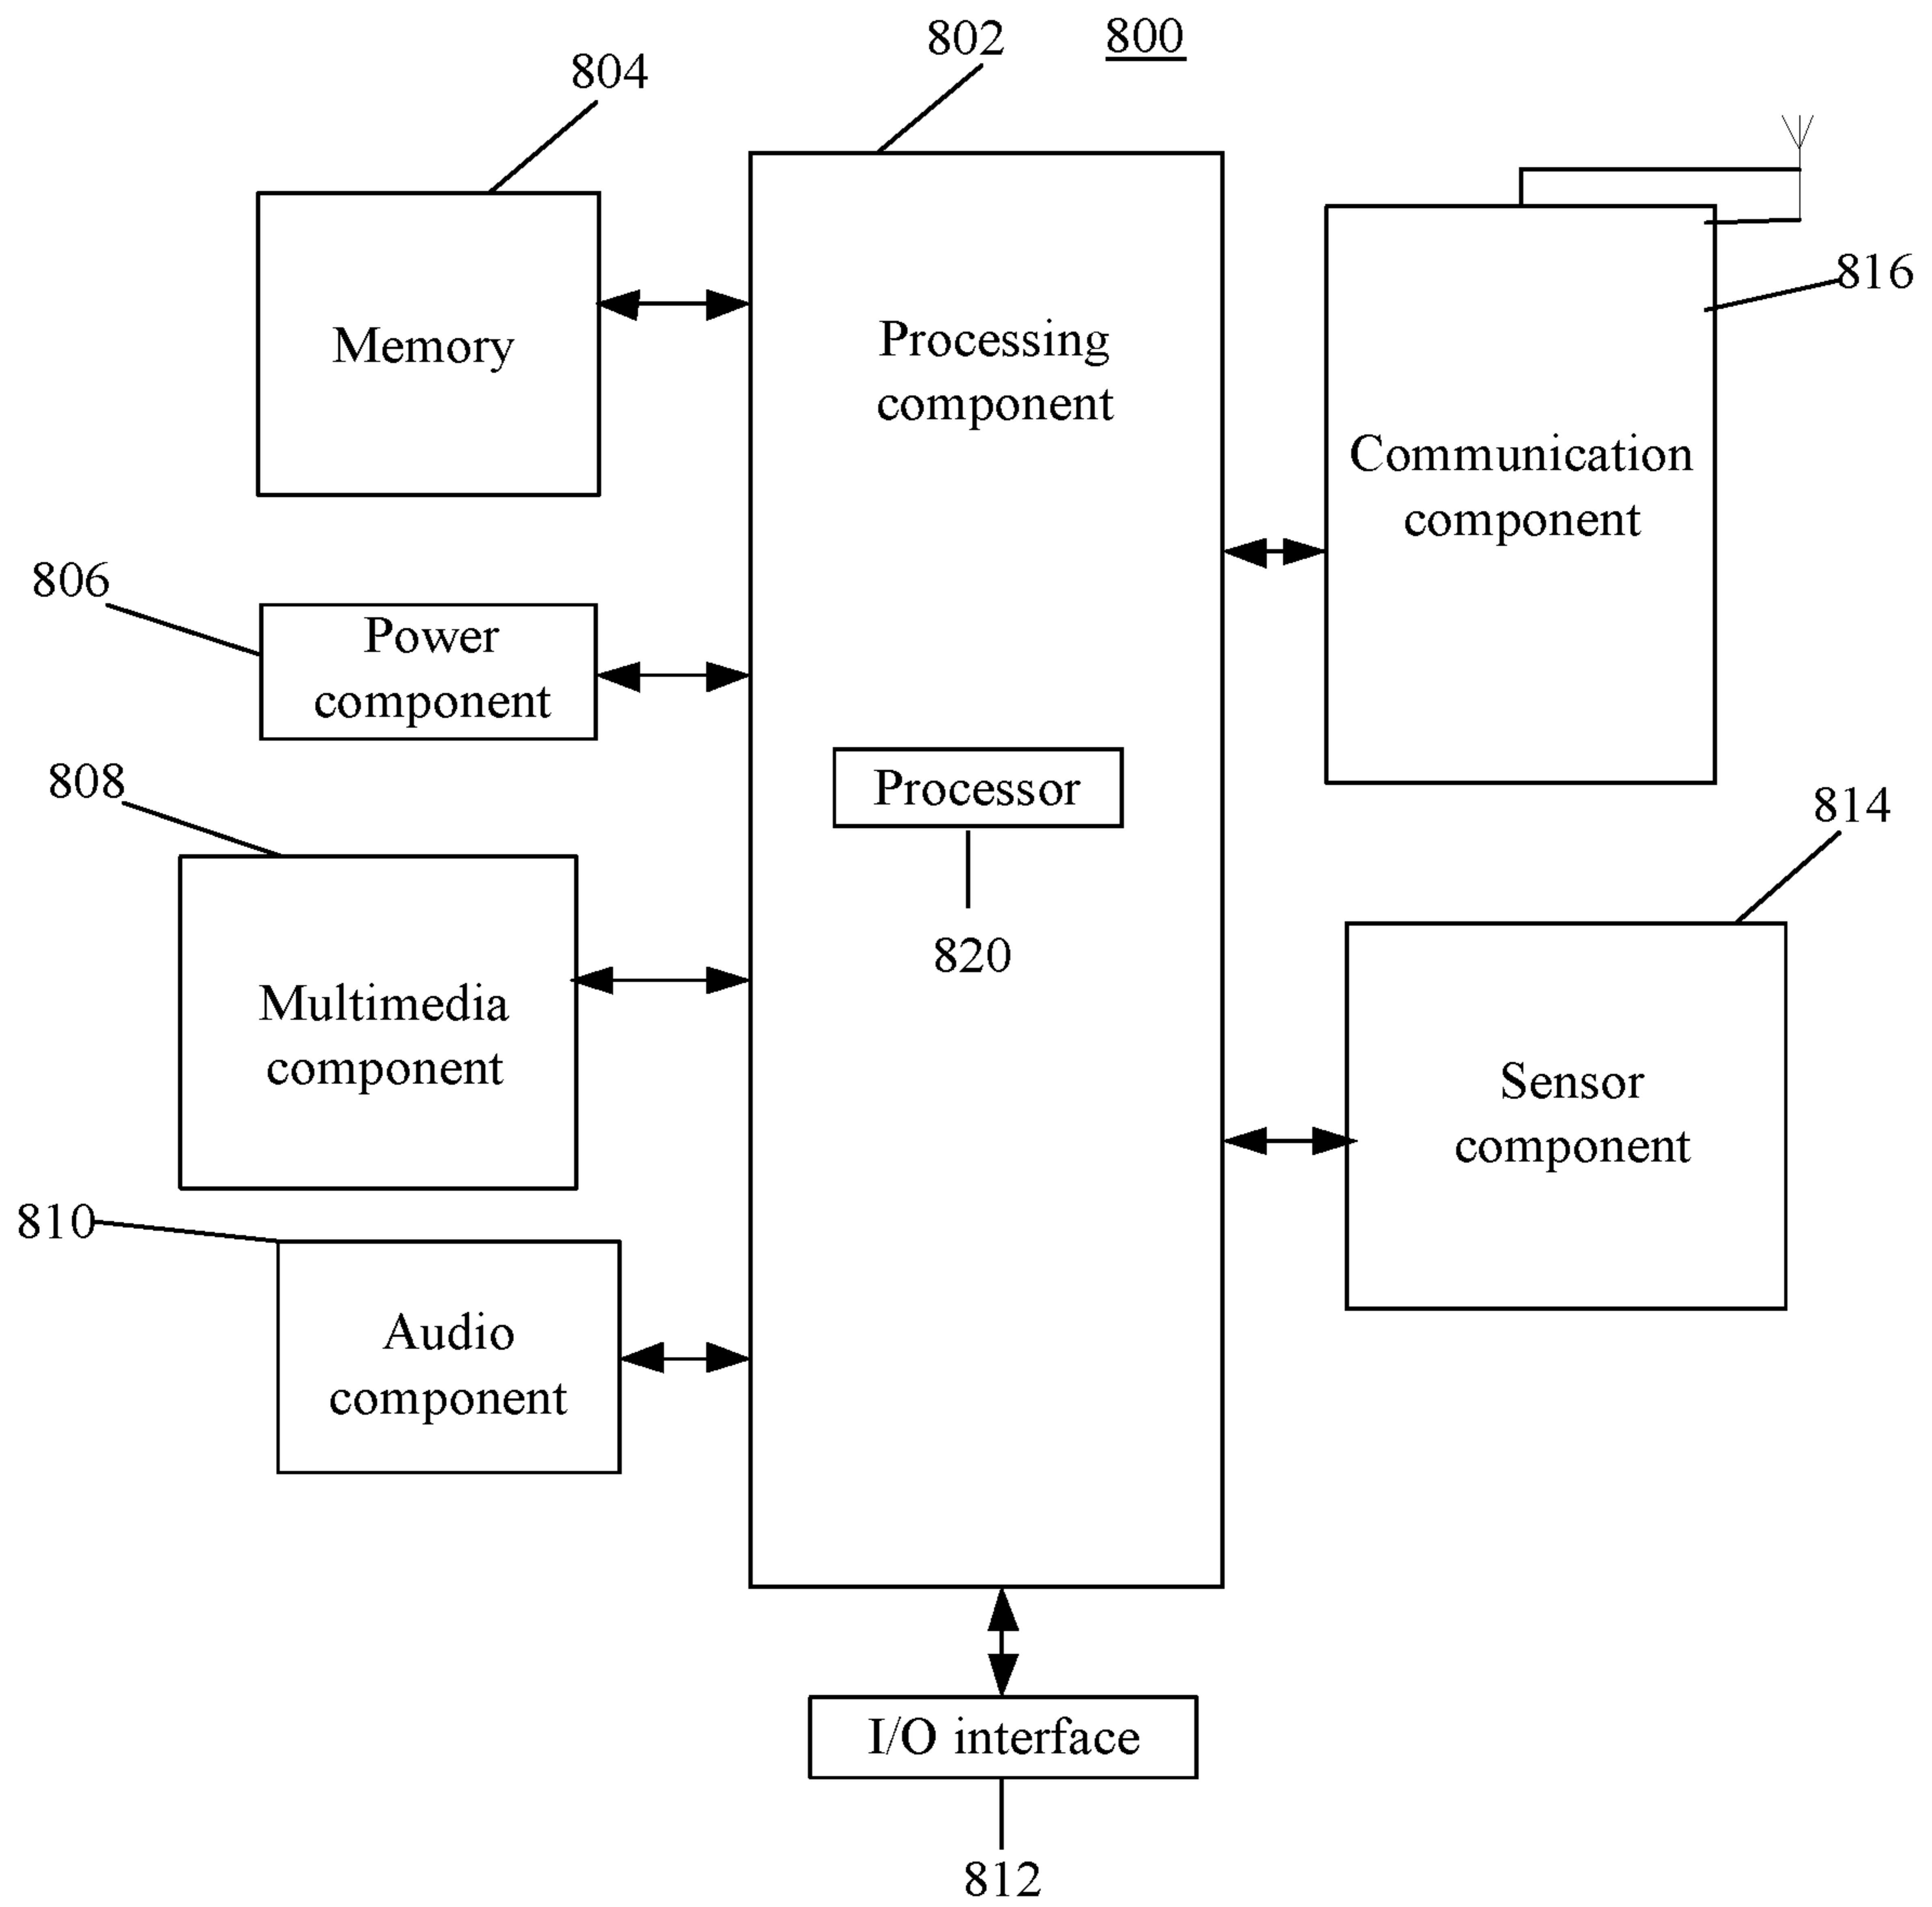 802
800
804
816
Memory
Processing
component
Communication
component
806
Power
component
808
Processor
814
820
Multimedia
component
Sensor
component
810
Audio
component
I/O interface
812